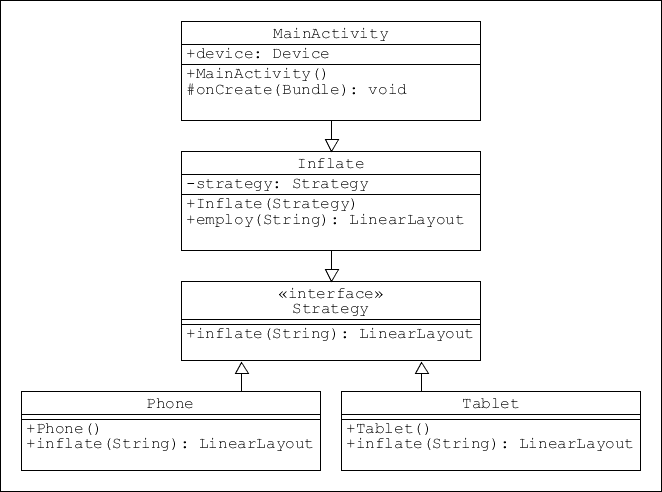 MainActivity
+device: Device
+MainActivity()
#onCreate(Bundle): void
Inflate
-strategy: Strategy
+Inflate(Strategy)
+employ(String): LinearLayout
«interface»
Strategy
+inflate(String): LinearLayout
Phone
+Phone()
+inflate(String): LinearLayout
Tablet
+Tablet()
+inflate(String): LinearLayout